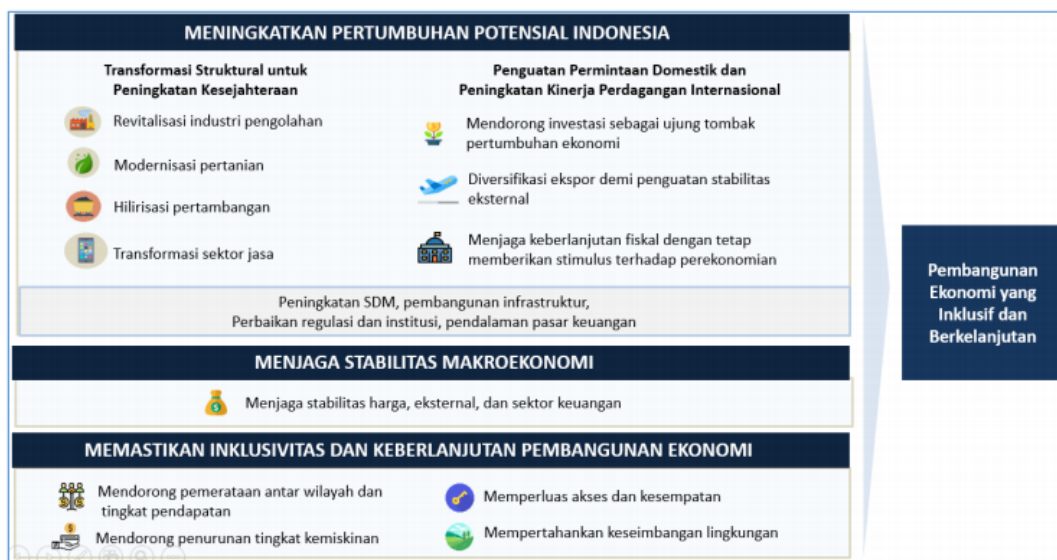 MENINGKATKAN PERTUMBUHAN POTENSIAL INDONESIA
Transformasi Struktural untuk
Peningkatan Kesejahteraan
Revitalisasi industri pengolahan
Modernisasi pertanian
Hilirisasi pertambangan
Transformasi sektor jasa
Penguatan Permintaan Domestik dan
Peningkatan Kinerja Perdagangan Internasional
Mendorong investasi sebagai ujung tombak
pertumbuhan ekonomi
Diversifikasi ekspor demi penguatan stabilitas
eksternal
Menjaga keberlanjutan fiskal dengan tetap
memberikan stimulus terhadap perekonomian
Peningkatan SDM, pembangunan infrastruktur,
Perbaikan regulasi dan institusi, pendalaman pasar keuangan
MENJAGA STABILITAS MAKROEKONOMI
Menjaga stabilitas harga, eksternal, dan sektor keuangan
MEMASTIKAN INKLUSIVITAS DAN KEBERLANJUTAN PEMBANGUNAN EKONOMI
Mendorong pemerataan antar wilayah dan
tingkat pendapatan
Mendorong penurunan tingkat kemiskinan
Memperluas akses dan kesempatan
Mempertahankan keseimbangan lingkungan
Pembangunan
Ekonomi yang
Inklusif dan
Berkelanjutan